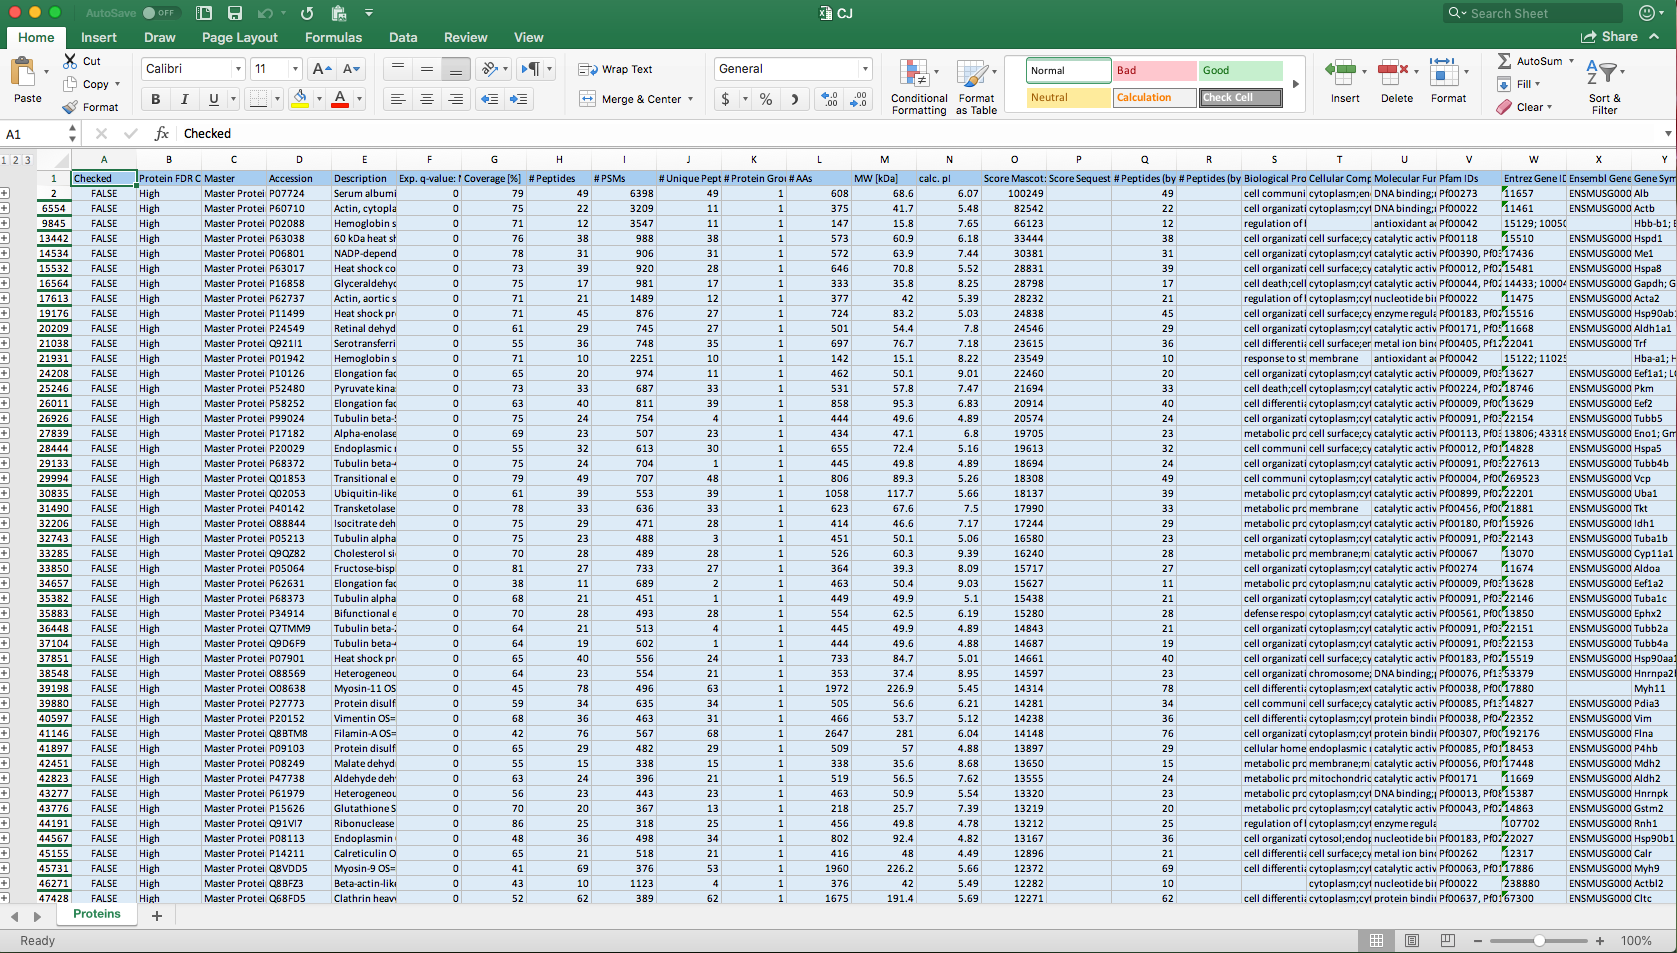 AutoSave OFF CJ Search Sheet
Home Insert Draw Page Layout Formulas Data Review View Share
Paste Cut Copy Format
Calibri 11 A A Wrap Text General
B I U A Merge & Center $ % )
Conditional Formatting Format as Table
Normal Bad Good
Neutral Calculation Check Cell
Insert Delete Format AutoSum Fill Clear Sort & Filter
A1 fx Checked
1 2 3 A B C D E F G H I J K L M N O P Q R S T U V W X Y
1 Checked Protein FDR C Master Accession Description Exp. q-value: Coverage [%] # Peptides # PSMs # Unique Pept # Protein Grou # AAs MW [kDa] calc. pI Score Mascot: Score Sequest # Peptides (by # Peptides (by Biological Pro Cellular Comp Molecular Fur Pfam IDs Entrez Gene ID Ensembl Gene Gene Sym
2 FALSE High Master Protei P07724 Serum albumi 0 79 49 6398 49 1 608 68.6 6.07 100249 49 cell communi cytoplasm;en DNA binding; Pf00273 11657 ENSMUSG000 Alb
6554 FALSE High Master Protei P60710 Actin, cytopla 0 75 22 3209 11 1 375 41.7 5.48 82542 22 cell organizati cytoplasm;cyt DNA binding; Pf00022 11461 ENSMUSG000 Actb
9845 FALSE High Master Protei P02088 Hemoglobin s 0 71 12 3547 11 1 147 15.8 7.65 66123 12 regulation of antioxidant a Pf00042 15129; 1005 Hbb-b1;
13442 FALSE High Master Protei P63038 60 kDa heat sh 0 76 38 988 38 1 573 60.9 6.18 33444 38 cell organizati cell surface;cy catalytic activ Pf00118 15510 ENSMUSG000 Hspd1
14534 FALSE High Master Protei P06801 NADP-depend 0 78 31 906 31 1 572 63.9 7.44 30381 31 cell organizati cytoplasm;cyt catalytic activ Pf00390, Pf0 17436 ENSMUSG000 Me1
15532 FALSE High Master Protei P63017 Heat shock co 0 73 39 920 28 1 646 70.8 5.52 28831 39 cell organizati cell surface;cy catalytic activ Pf00012, Pf0 15481 ENSMUSG000 Hspa8
16564 FALSE High Master Protei P16858 Glyceraldehyd 0 75 17 981 17 1 333 35.8 8.25 28798 17 cell death;cell cytoplasm;cyt catalytic activ Pf00044, Pf02 14433; 1000 ENSMUSG000 Gapdh; G
17613 FALSE High Master Protei P62737 Actin, aortic s 0 71 21 1489 12 1 377 42 5.39 28232 21 regulation of cytoplasm;cyt nucleotide bi Pf00022 11475 ENSMUSG000 Acta2
19176 FALSE High Master Protei P11499 Heat shock pr 0 71 45 876 27 1 724 83.2 5.03 24838 45 cell organizati cell surface;cy enzyme regula Pf00183, Pf02 15516 ENSMUSG000 Hsp90ab
20209 FALSE High Master Protei P24549 Retinal dehyd 0 61 29 745 27 1 501 54.4 7.8 24546 29 cell organizati cytoplasm;cyt catalytic activ Pf00171, Pf0 11668 ENSMUSG000 Aldh1a1
21038 FALSE High Master Protei Q921I1 Serotransferri 0 55 36 748 35 1 697 76.7 7.18 23615 36 cell differenti cell surface;en metal ion bin Pf00405, Pf12 22041 ENSMUSG000 Trf
21931 FALSE High Master Protei P01942 Hemoglobin s 0 71 10 2251 10 1 142 15.1 8.22 23549 10 response to st membrane antioxidant a Pf00042 15122; 1102 Hba-a1; H
24208 FALSE High Master Protei P10126 Elongation fac 0 65 20 974 11 1 462 50.1 9.01 22460 20 cell organizati cytoplasm;cyt catalytic activ Pf00009, Pf0 13627 ENSMUSG000 Eef1a1; L
25246 FALSE High Master Protei P52480 Pyruvate kina 0 73 33 687 33 1 531 57.8 7.47 21694 33 cell death;cell cytoplasm;cyt catalytic activ Pf00224, Pf02 18746 ENSMUSG000 Pkm
26011 FALSE High Master Protei P58252 Elongation fac 0 63 40 811 39 1 858 95.3 6.83 20914 40 cell differenti cytoplasm;cyt catalytic activ Pf00009, Pf0 13629 ENSMUSG000 Eef2
26926 FALSE High Master Protei P99024 Tubulin beta- 0 75 24 754 4 1 444 49.6 4.89 20574 24 cell organizati cytoplasm;cyt catalytic activ Pf00091, Pf0 22154 ENSMUSG000 Tubb5
27839 FALSE High Master Protei P17182 Alpha-enolase 0 69 23 507 23 1 434 47.1 6.8 19705 23 metabolic pro cell surface;cy catalytic activ Pf00113, Pf0 13806; 4331 ENSMUSG000 Eno1; Gm
28444 FALSE High Master Protei P20029 Endoplasmic 0 55 32 613 30 1 655 72.4 5.16 19613 32 cell communi cell surface;cy catalytic activ Pf00012, Pf0 14828 ENSMUSG000 Hspa5
29133 FALSE High Master Protei P68372 Tubulin beta- 0 75 24 704 1 1 445 49.8 4.89 18694 24 cell organizati cytoplasm;cyt catalytic activ Pf00091, Pf0 227613 ENSMUSG000 Tubb4b
29994 FALSE High Master Protei Q01853 Transitional e 0 79 49 707 48 1 806 89.3 5.26 18308 49 cell communi cytoplasm;cyt catalytic activ Pf00004, Pf0 269523 ENSMUSG000 Vcp
30835 FALSE High Master Protei Q02053 Ubiquitin-like 0 61 39 553 39 1 1058 117.7 5.66 18137 39 metabolic pro cytoplasm;cyt catalytic activ Pf00899, Pf02 22201 ENSMUSG000 Uba1
31490 FALSE High Master Protei P40142 Transketolase 0 78 33 636 33 1 623 67.6 7.5 17990 33 metabolic pro membrane catalytic activ Pf00456, Pf0 21881 ENSMUSG000 Tkt
32206 FALSE High Master Protei O88844 Isocitrate deh 0 75 29 471 28 1 414 46.6 7.17 17244 29 metabolic pro cytoplasm;cyt catalytic activ Pf00180, Pf0 15926 ENSMUSG000 Idh1
32743 FALSE High Master Protei P05213 Tubulin alpha 0 75 23 488 3 1 451 50.1 5.06 16580 23 cell organizati cytoplasm;cyt catalytic activ Pf00091, Pf0 22143 ENSMUSG000 Tuba1b
33285 FALSE High Master Protei Q9QZ82 Cholesterol si 0 70 28 489 28 1 526 60.3 9.39 16240 28 metabolic pro membrane;m catalytic activ Pf00067 13070 ENSMUSG000 Cyp11a1
33850 FALSE High Master Protei P05064 Fructose-bisp 0 81 27 733 27 1 364 39.3 8.09 15717 27 cell organizati cytoplasm;cyt catalytic activ Pf00274 11674 ENSMUSG000 Aldoa
34657 FALSE High Master Protei P62631 Elongation fac 0 38 11 689 2 1 463 50.4 9.03 15627 11 metabolic pro cytoplasm;nu catalytic activ Pf00009, Pf0 13628 ENSMUSG000 Eef1a2
35382 FALSE High Master Protei P68373 Tubulin alpha 0 68 21 451 1 1 449 49.9 5.1 15438 21 cell organizati cytoplasm;cyt catalytic activ Pf00091, Pf0 22146 ENSMUSG000 Tuba1c
35883 FALSE High Master Protei P34914 Bifunctional e 0 70 28 493 28 1 554 62.5 6.19 15280 28 defense respo cytoplasm;cyt catalytic activ Pf00561, Pf0 13850 ENSMUSG000 Ephx2
36448 FALSE High Master Protei Q7TMM9 Tubulin beta- 0 64 21 513 4 1 445 49.9 4.89 14843 21 cell organizati cytoplasm;cyt catalytic activ Pf00091, Pf0 22151 ENSMUSG000 Tubb2a
37104 FALSE High Master Protei Q9D6F9 Tubulin beta- 0 64 19 602 1 1 444 49.6 4.88 14687 19 cell organizati cytoplasm;cyt catalytic activ Pf00091, Pf0 22153 ENSMUSG000 Tubb4a
37851 FALSE High Master Protei P07901 Heat shock pr 0 65 40 556 24 1 733 84.7 5.01 14661 40 cell organizati cell surface;cy catalytic activ Pf00183, Pf02 15519 ENSMUSG000 Hsp90aa
38548 FALSE High Master Protei O88569 Heterogeneou 0 64 23 554 21 1 353 37.4 8.95 14597 23 cell organizati chromosome; DNA binding; Pf00076, Pf1 53379 ENSMUSG000 Hnrnpa2
39198 FALSE High Master Protei O08638 Myosin-11 OS 0 45 78 496 63 1 1972 226.9 5.45 14314 78 cell differenti cytoplasm;ext catalytic activ Pf00038, Pf0 17880 Myh11
39880 FALSE High Master Protei P27773 Protein disulf 0 59 34 635 34 1 505 56.6 6.21 14281 34 cell communi cell surface;cy catalytic activ Pf00085, Pf1 14827 ENSMUSG000 Pdia3
40597 FALSE High Master Protei P20152 Vimentin OS= 0 68 36 463 31 1 466 53.7 5.12 14238 36 cell differenti cytoplasm;cyt protein bindi Pf00038, Pf0 22352 ENSMUSG000 Vim
41146 FALSE High Master Protei Q8BTM8 Filamin-A OS= 0 42 76 567 68 1 2647 281 6.04 14148 76 cell differenti cytoplasm;cyt protein bindi Pf00307, Pf0 192176 ENSMUSG000 Flna
41897 FALSE High Master Protei P09103 Protein disulf 0 65 29 482 29 1 509 57 4.88 13897 29 cellular home endoplasmic catalytic activ Pf00085, Pf0 18453 ENSMUSG000 P4hb
42451 FALSE High Master Protei P08249 Malate dehyd 0 55 15 338 15 1 338 35.6 8.68 13650 15 metabolic pro cytoplasm;m catalytic activ Pf00056, Pf0 17448 ENSMUSG000 Mdh2
42823 FALSE High Master Protei P47738 Aldehyde deh 0 63 24 396 21 1 519 56.5 7.62 13555 24 metabolic pro mitochondric catalytic activ Pf00171 11669 ENSMUSG000 Aldh2
43277 FALSE High Master Protei P61979 Heterogeneou 0 56 23 443 23 1 463 50.9 5.54 13320 23 metabolic pro cytoplasm;cyt DNA binding; Pf00013, Pf0 15387 ENSMUSG000 Hnrnpk
43776 FALSE High Master Protei P15626 Glutathione S 0 70 20 367 13 1 218 25.7 7.39 13219 20 metabolic pro cytoplasm;cyt catalytic activ Pf00043, Pf02 14863 ENSMUSG000 Gstm2
44191 FALSE High Master Protei Q91VI7 Ribonuclease 0 86 25 318 25 1 456 49.8 4.78 13212 25 regulation of cytoplasm;cyt enzyme regula 107702 ENSMUSG000 Rnh1
44567 FALSE High Master Protei P08113 Endoplasmin 0 48 36 498 34 1 802 92.4 4.82 13167 36 cell organizati cytosol;endop nucleotide bi Pf00183, Pf02 22027 ENSMUSG000 Hsp90b1
45155 FALSE High Master Protei P14211 Calreticulin O 0 65 21 518 21 1 416 48 4.49 12896 21 cell differenti cell surface;cy metal ion bin Pf00262 12317 ENSMUSG000 Calr
45731 FALSE High Master Protei Q8VDD5 Myosin-9 OS= 0 41 69 376 53 1 1960 226.2 5.66 12372 69 cell differenti cytoplasm;cyt catalytic activ Pf00063, Pf0 17886 ENSMUSG000 Myh9
46271 FALSE High Master Protei Q8BFZ3 Beta-actin-lik 0 43 10 1123 4 1 376 42 5.49 12282 10 cytoplasm;cyt nucleotide bi Pf00022 238880 ENSMUSG000 Actbl2
47428 FALSE High Master Protei Q68FD5 Clathrin heav 0 52 62 389 62 1 1675 191.4 5.69 12271 62 cell differenti cytoplasm;cyt protein bindi Pf00637, Pf0 67300 ENSMUSG000 Cltc
Proteins +
Ready 100%